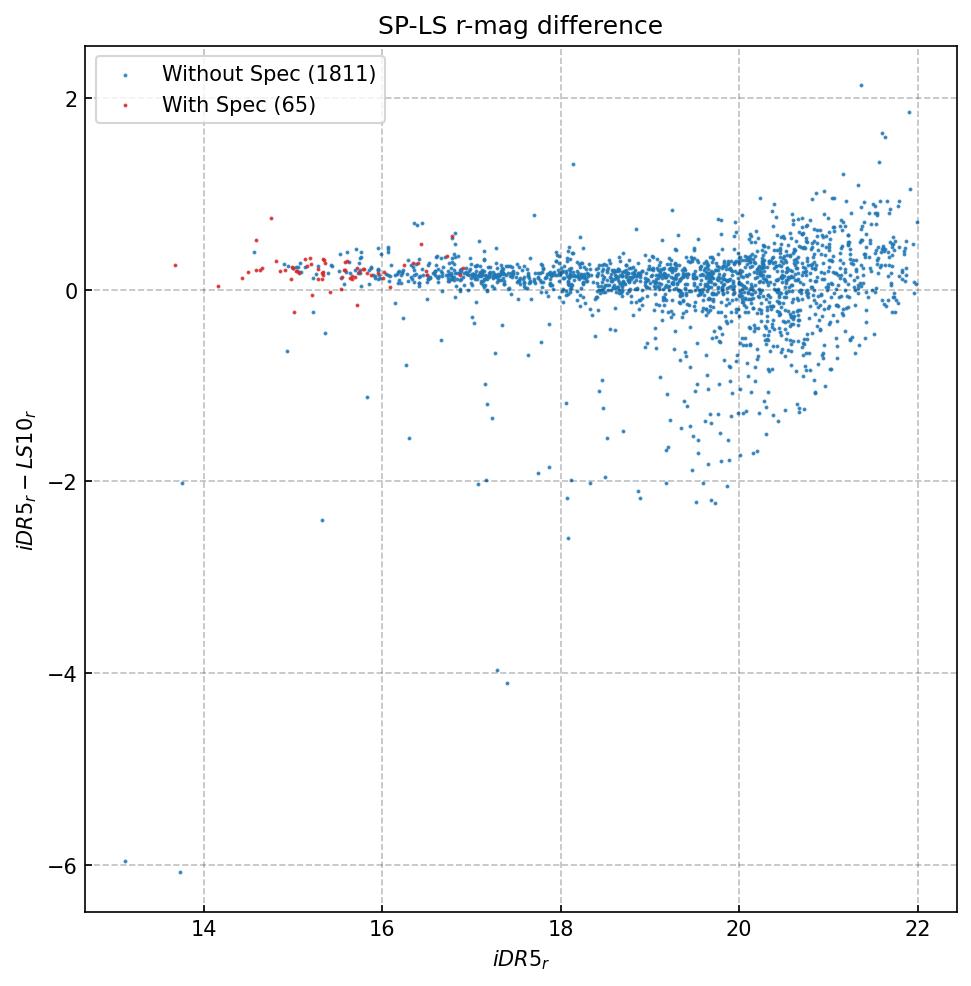 SP-LS r-mag difference
Without Spec (1811)
With Spec (65)
iDR5r − LS10r
2
0
−2
−4
−6
14 16 18 20 22
iDR5r